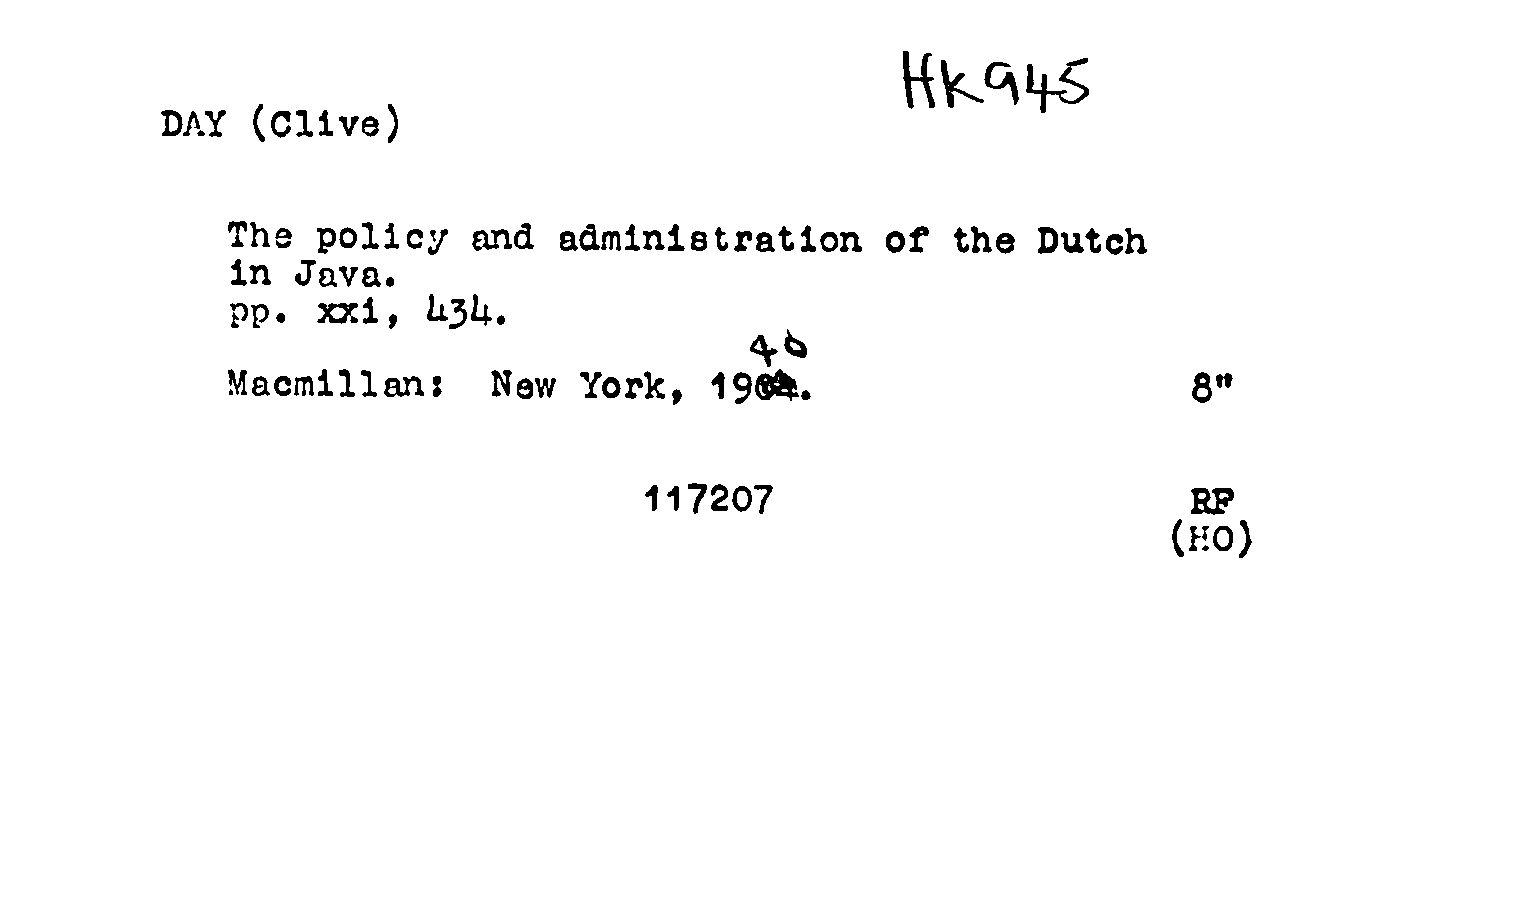 HK945
DAY (Clive)
The policy and administration of the Dutch
in Java.
pp. xxi, 434.
40
Macmillan: New York, 1904. 8"
117207 RF
(HO)